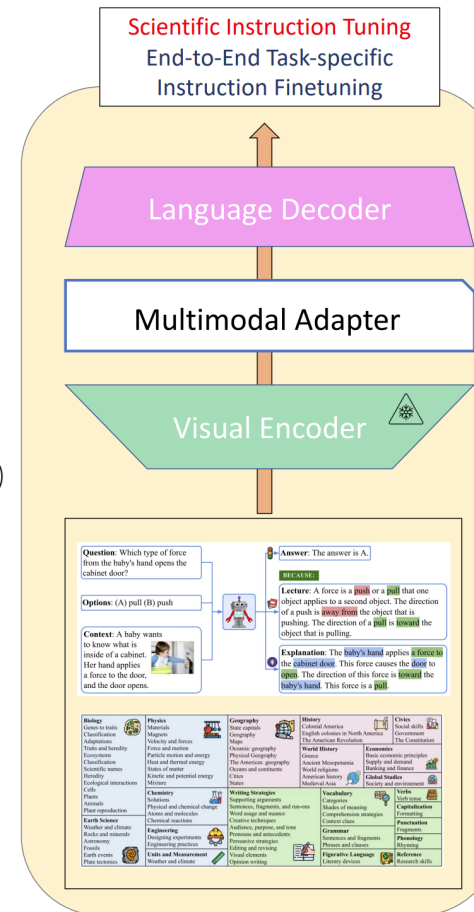 Scientific Instruction Tuning
End-to-End Task-specific
Instruction Finetuning
Language Decoder
Multimodal Adapter
Visual Encoder
)
Question: Which type of force
from the baby's hand opens the
cabinet door?
Options: (A) pull (B) push
Context: A baby wants
to know what is
inside of a cabinet.
Her hand applies
a force to the door,
and the door opens.
Answer: The answer is A.
BECAUSE:
Lecture: A force is a push or a pull that one
object applies to a second object. The direction
of a push is away from the object that is
pushing. The direction of a pull is toward the
object that is pulling.
Explanation: The baby's hand applies a force to
the cabinet door. This force causes the door to
open. The direction of this force is toward the
baby's hand. This force is a pull.
Biology
Genes to traits
Classification
Adaptations
Traits and heredity
Ecosystems
Classification
Scientific names
Heredity
Ecological interactions
Cells
Plants
Animals
Plant reproduction
Earth Science
Weather and climate
Rocks and minerals
Astronomy
Fossils
Earth events
Plate tectonics
Physics
Materials
Magnets
Velocity and forces
Force and motion
Particle motion and energy
Heat and thermal energy
States of matter
Kinetic and potential energy
Mixture
Chemistry
Solutions
Physical and chemical change
Atoms and molecules
Chemical reactions
Engineering
Designing experiments
Engineering practices
Units and Measurement
Weather and climate
Geography
State capitals
Geography
Maps
Oceanic: geography
Physical Geography
The Americas: geography
Oceans and continents
Cities
States
History
Colonial America
English colonies in North America
The American Revolution
World History
Greece
Ancient Mesopotamia
World religions
American history
Medieval Asia
Civics
Social skills
Government
The Constitution
Economics
Basic economic principles
Supply and demand
Banking and finance
Global Studies
Society and environment
Writing Strategies
Supporting arguments
Sentences, fragments, and run-ons
Word usage and nuance
Creative techniques
Audience, purpose, and tone
Pronouns and antecedents
Persuasive strategies
Editing and revising
Visual elements
Opinion writing
Vocabulary
Categories
Shades of meaning
Comprehension strategies
Context clues
Grammar
Sentences and fragments
Phrases and clauses
Figurative Language
Literary devices
Verbs
Verb tense
Capitalization
Formatting
Punctuation
Fragments
Phonology
Rhyming
Reference
Research skills